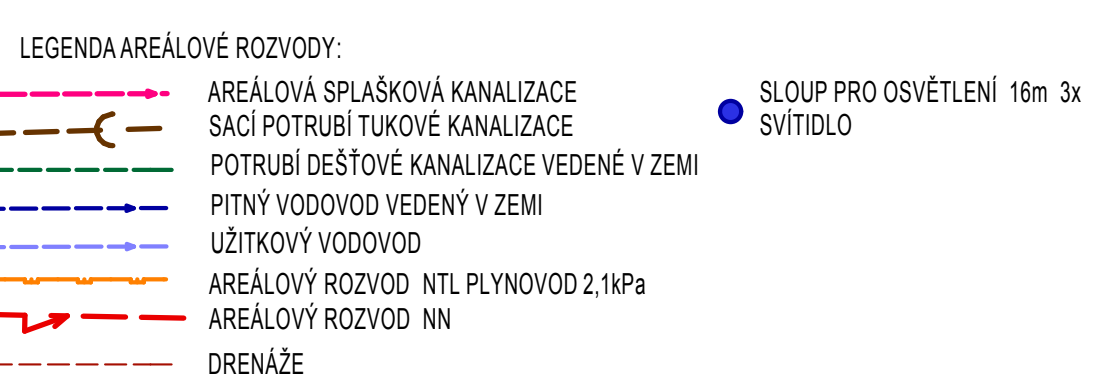 LEGENDA AREÁLOVÉ ROZVODY:
AREÁLOVÁ SPLAŠKOVÁ KANALIZACE
SACÍ POTRUBÍ TUKOVÉ KANALIZACE
POTRUBÍ DEŠŤOVÉ KANALIZACE VEDENÉ V ZEMI
PITNÝ VODOVOD VEDENÝ V ZEMI
UŽITKOVÝ VODOVOD
AREÁLOVÝ ROZVOD NTL PLYNOVOD 2,1kPa
AREÁLOVÝ ROZVOD NN
DRENÁŽE
SLOUP PRO OSVĚTLENÍ 16m 3x
SVÍTIDLO